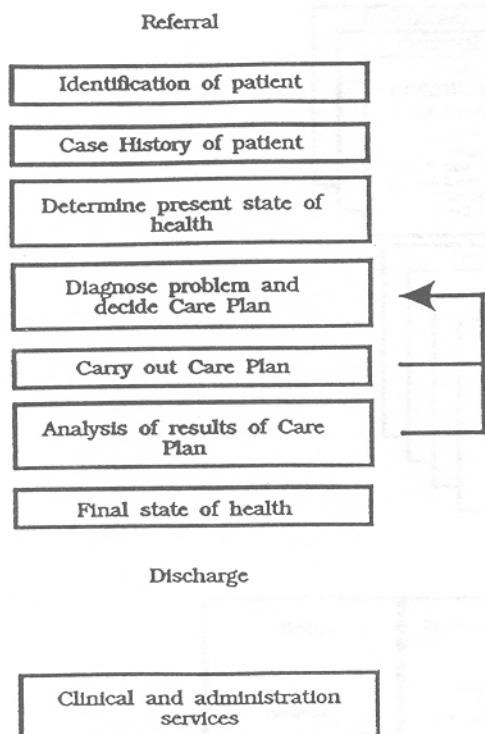 Referral
Identification of patient
Case History of patient
Determine present state of
health
Diagnose problem and
decide Care Plan
Carry out Care Plan
Analysis of results of Care
Plan
Final state of health
Discharge
Clinical and administration
services